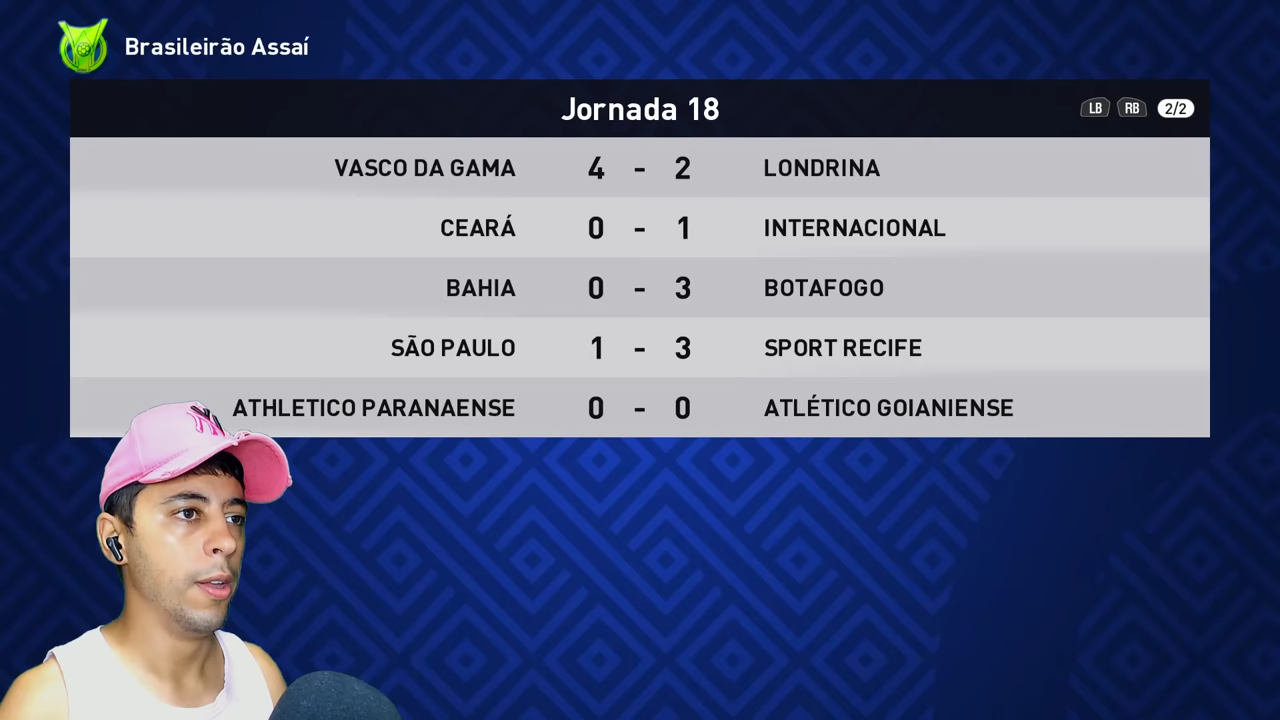 Brasileirão Assaí
Jornada 18
LB RB 2/2
VASCO DA GAMA 4 - 2 LONDRINA
CEARÁ 0 - 1 INTERNACIONAL
BAHIA 0 - 3 BOTAFOGO
SÃO PAULO 1 - 3 SPORT RECIFE
ATHLETICO PARANAENSE 0 - 0 ATLÉTICO GOIANIENSE
NY